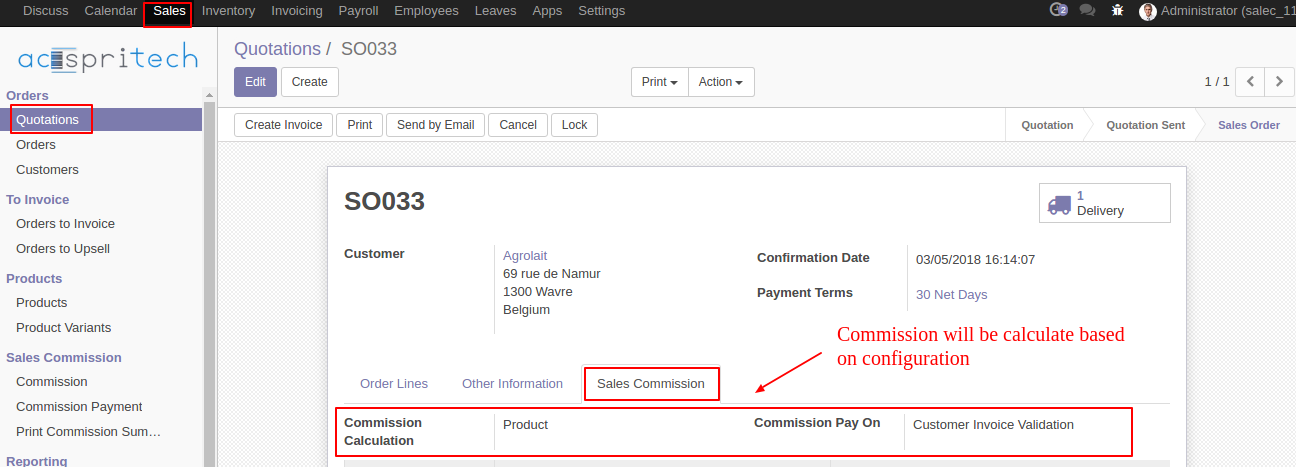 Discuss Calendar Sales Inventory Invoicing Payroll Employees Leaves Apps Settings 2 Administrator (salec_11
acespritech
Quotations / SO033
Edit Create Print Action 1 / 1
Orders
Quotations
Orders
Customers
To Invoice
Orders to Invoice
Orders to Upsell
Products
Products
Product Variants
Sales Commission
Commission
Commission Payment
Print Commission Sum…
Reporting
Create Invoice Print Send by Email Cancel Lock Quotation Quotation Sent Sales Order
SO033
1
Delivery
Customer
Agrolait
69 rue de Namur
1300 Wavre
Belgium
Confirmation Date 03/05/2018 16:14:07
Payment Terms 30 Net Days
Commission will be calculate based
on configuration
Order Lines Other Information Sales Commission
Commission
Calculation
Product
Commission Pay On Customer Invoice Validation